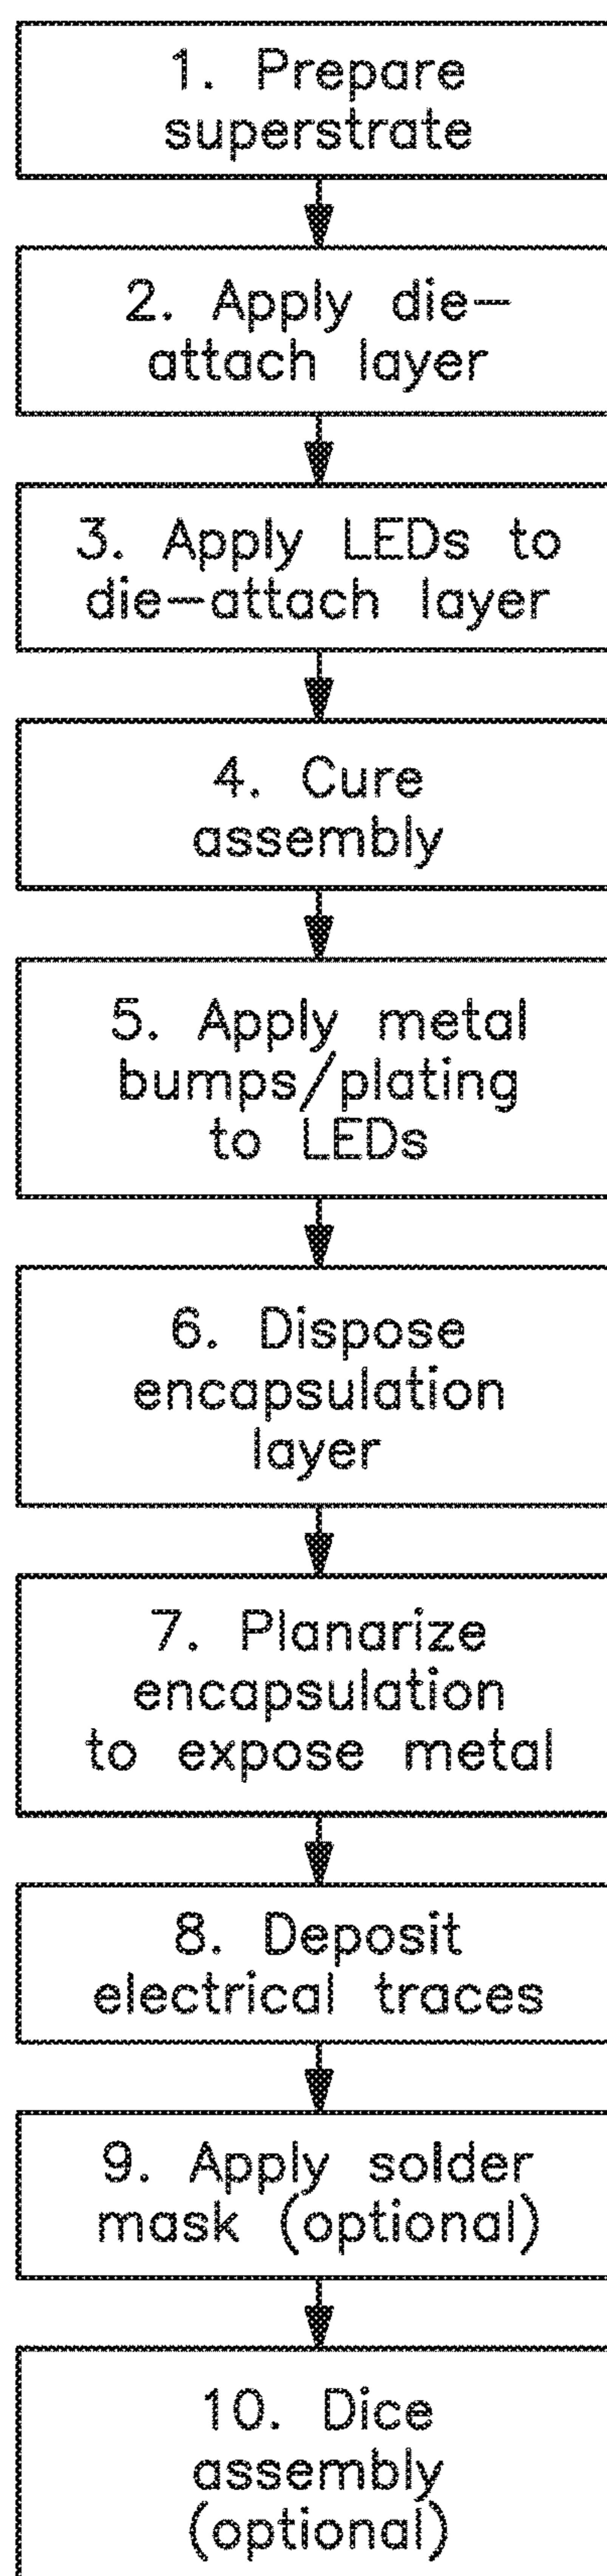 1. Prepare
superstrate
2. Apply die-
attach layer
3. Apply LEDs to
die-attach layer
4. Cure
assembly
5. Apply metal
bumps/plating
to LEDs
6. Dispose
encapsulation
layer
7. Planarize
encapsulation
to expose metal
8. Deposit
electrical traces
9. Apply solder
mask (optional)
10. Dice
assembly
(optional)